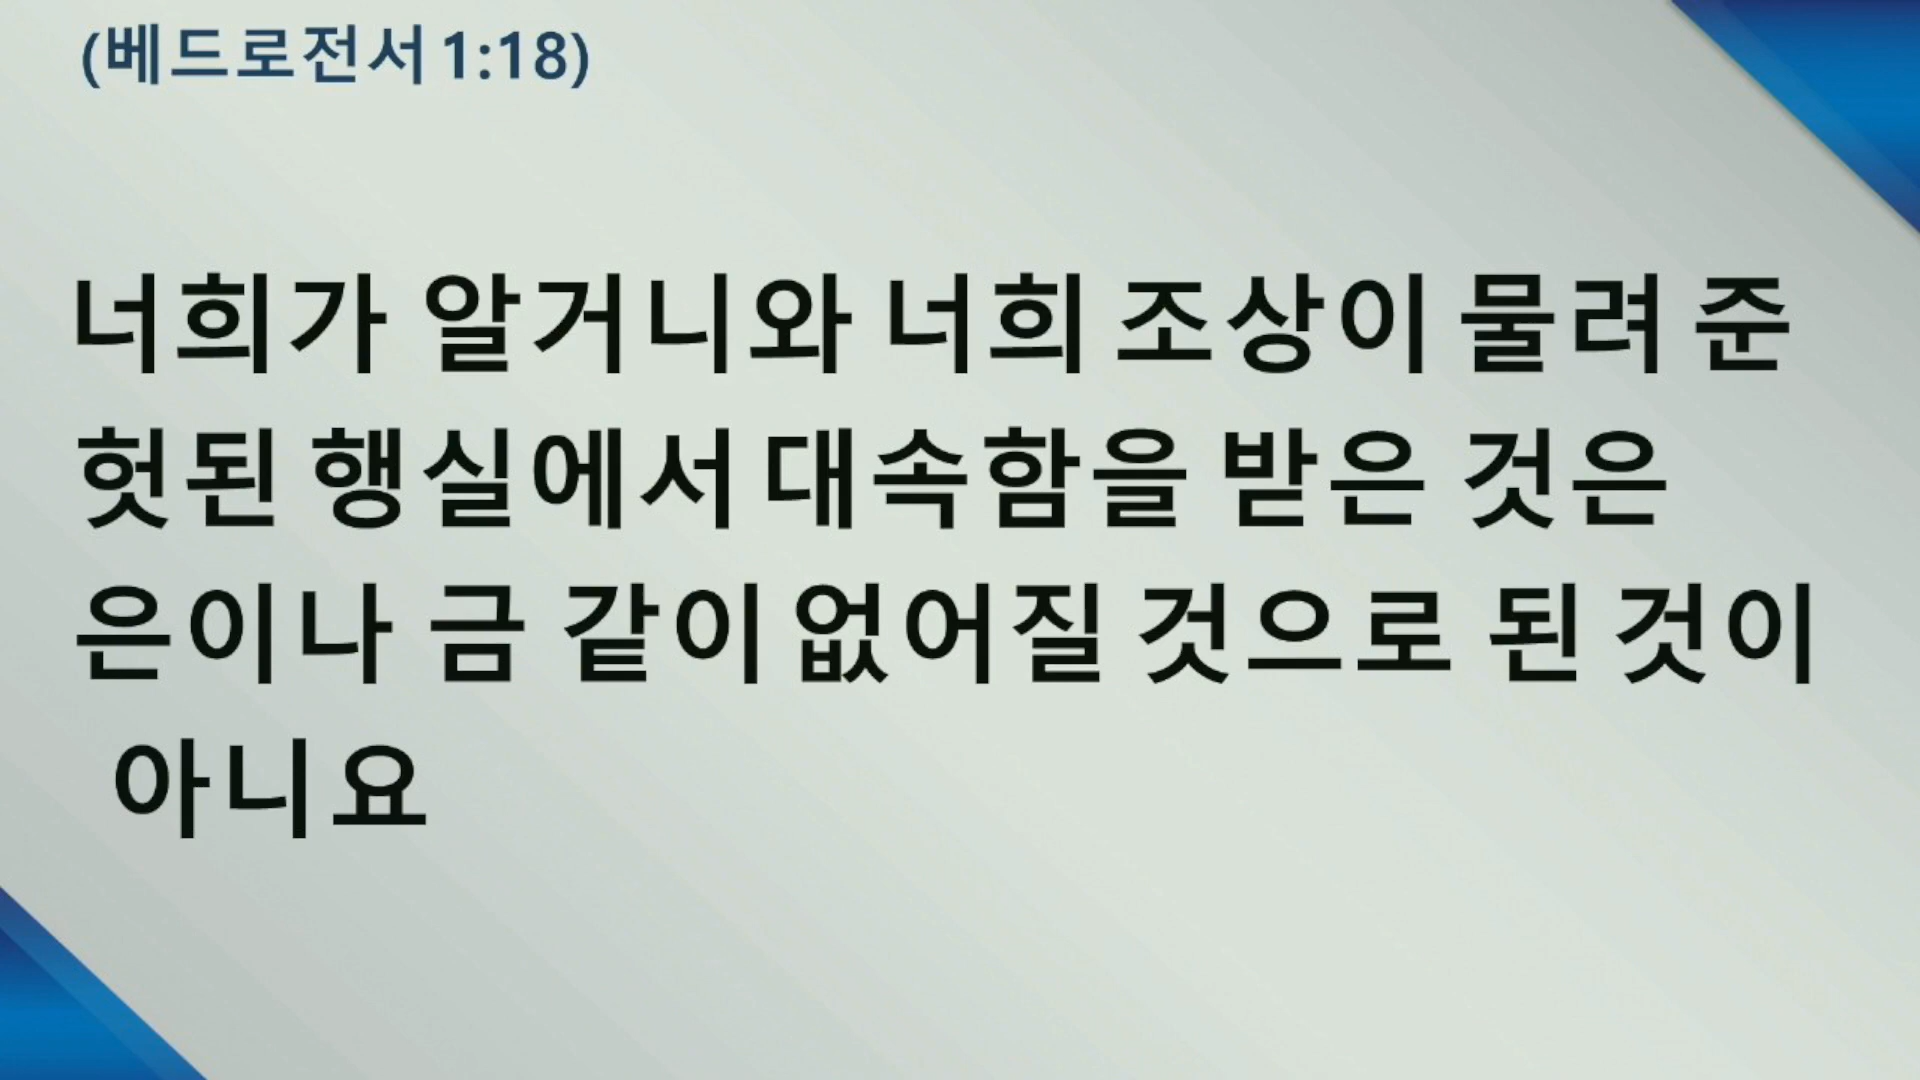 (베드로전서 1:18)
너희가 알거니와 너희 조상이 물려 준
헛된 행실에서 대속함을 받은 것은
은이나 금 같이 없어질 것으로 된 것이
아니요